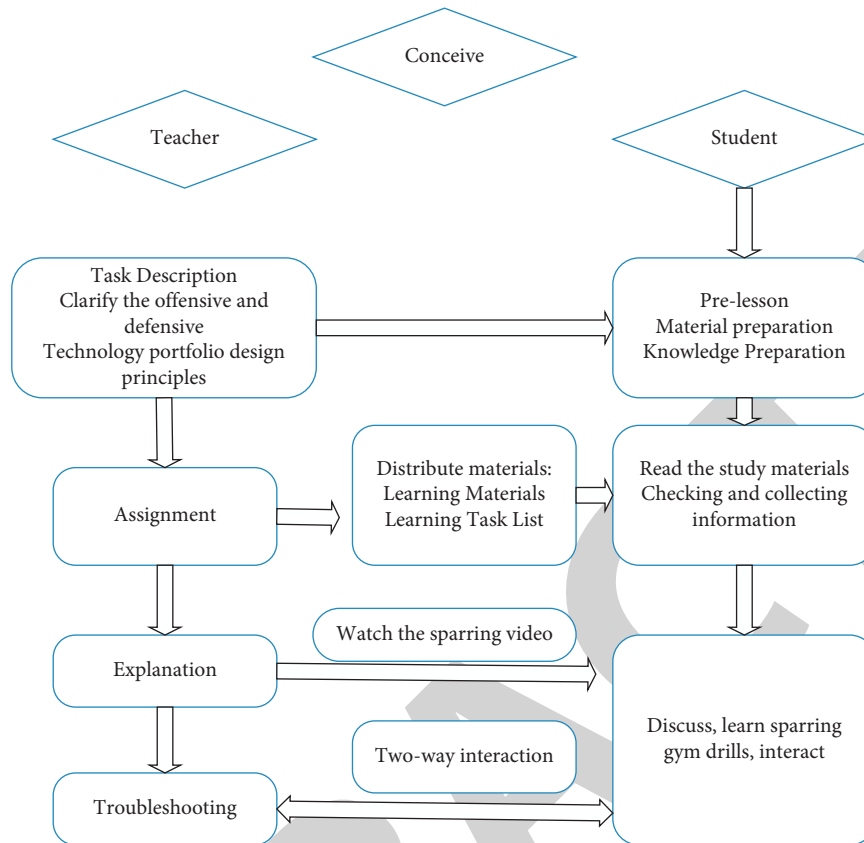 Conceive
Teacher
Student
Task Description
Clarify the offensive and
defensive
Technology portfolio design
principles
Pre-lesson
Material preparation
Knowledge Preparation
Assignment
Distribute materials:
Learning Materials
Learning Task List
Read the study materials
Checking and collecting
information
Watch the sparring video
Explanation
Discuss, learn sparring
gym drills, interact
Two-way interaction
Troubleshooting